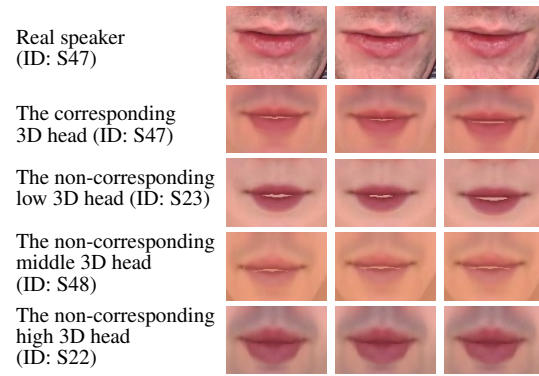 Real speaker
(ID: S47)
The corresponding
3D head (ID: S47)
The non-corresponding
low 3D head (ID: S23)
The non-corresponding
middle 3D head
(ID: S48)
The non-corresponding
high 3D head
(ID: S22)